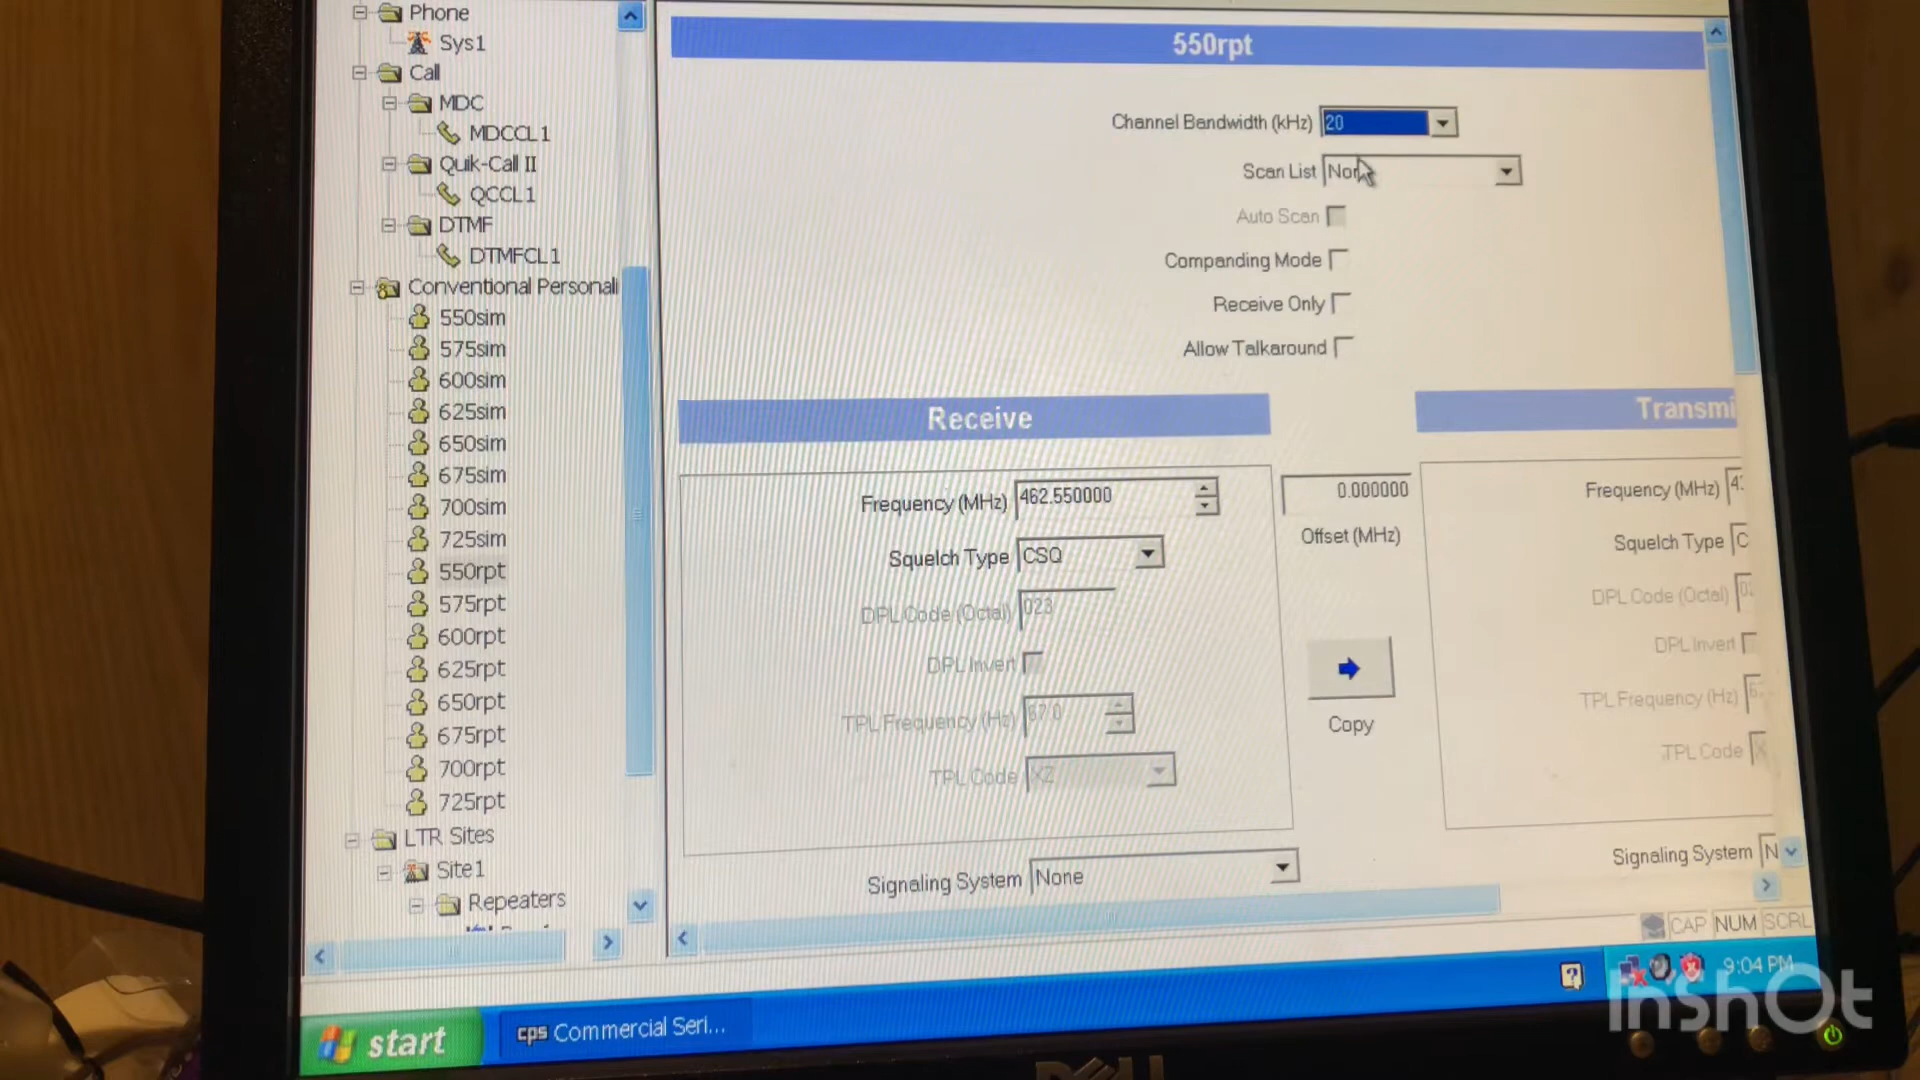 Phone
Sys1
Call
MDC
MDCCL1
Quik-Call II
QCCL1
DTMF
DTMFCL1
Conventional Personali
550sim
575sim
600sim
625sim
650sim
675sim
700sim
725sim
550rpt
575rpt
600rpt
625rpt
650rpt
675rpt
700rpt
725rpt
LTR Sites
Site1
Repeaters
550rpt
Channel Bandwidth (kHz) 20
Scan List
Auto Scan
Companding Mode
Receive Only
Allow Talkaround
Receive
Frequency (MHz) 462.550000
Squelch Type CSQ
DPL Code (Octal) 023
DPL Invert
TPL Frequency (Hz) 67.0
TPL Code XZ
Signaling System None
0.000000
Offset (MHz)
Copy
Transmi
Frequency (MHz)
Squelch Type C
DPL Code (Octal)
DPL Invert
TPL Frequency (Hz)
TPL Code
Signaling System N
CAP NUM SCRL
start
cps Commercial Seri...
9:04 PM
InShOt
DELL